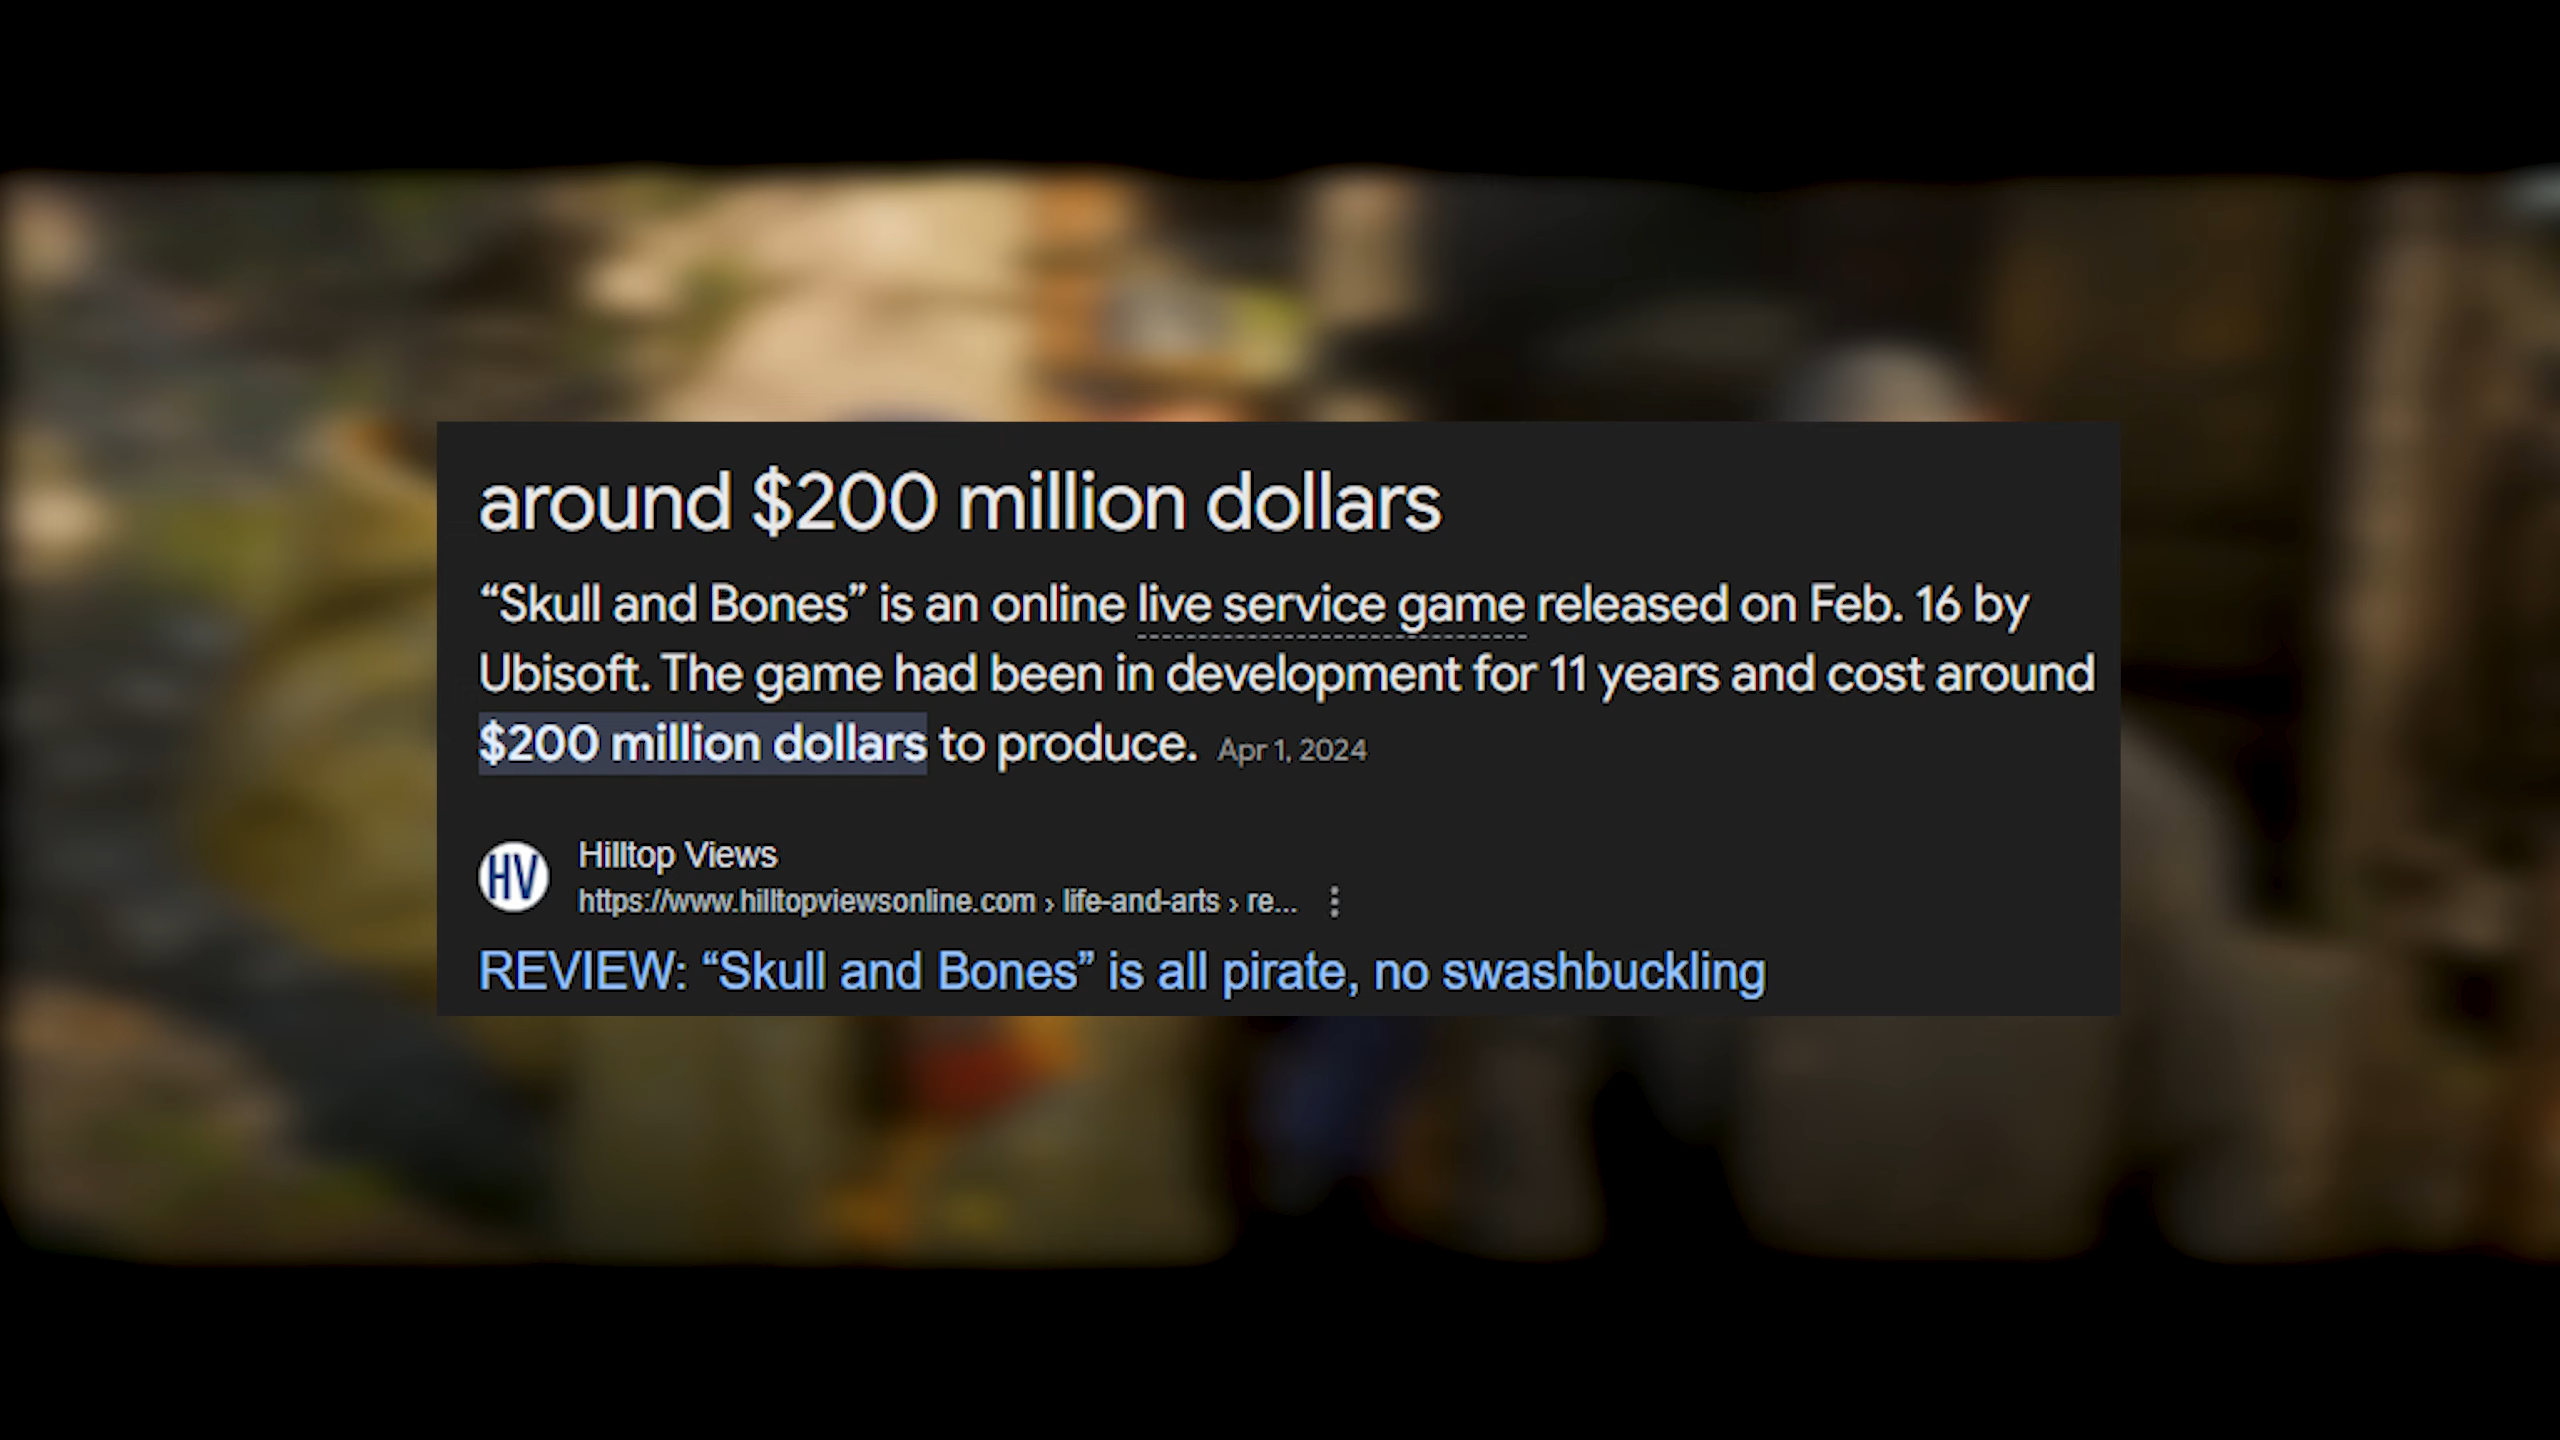 around $200 million dollars
“Skull and Bones” is an online live service game released on Feb. 16 by
Ubisoft. The game had been in development for 11 years and cost around
$200 million dollars to produce. Apr 1, 2024
HV
Hilltop Views
https://www.hilltopviewsonline.com › life-and-arts › re...
REVIEW: “Skull and Bones” is all pirate, no swashbuckling